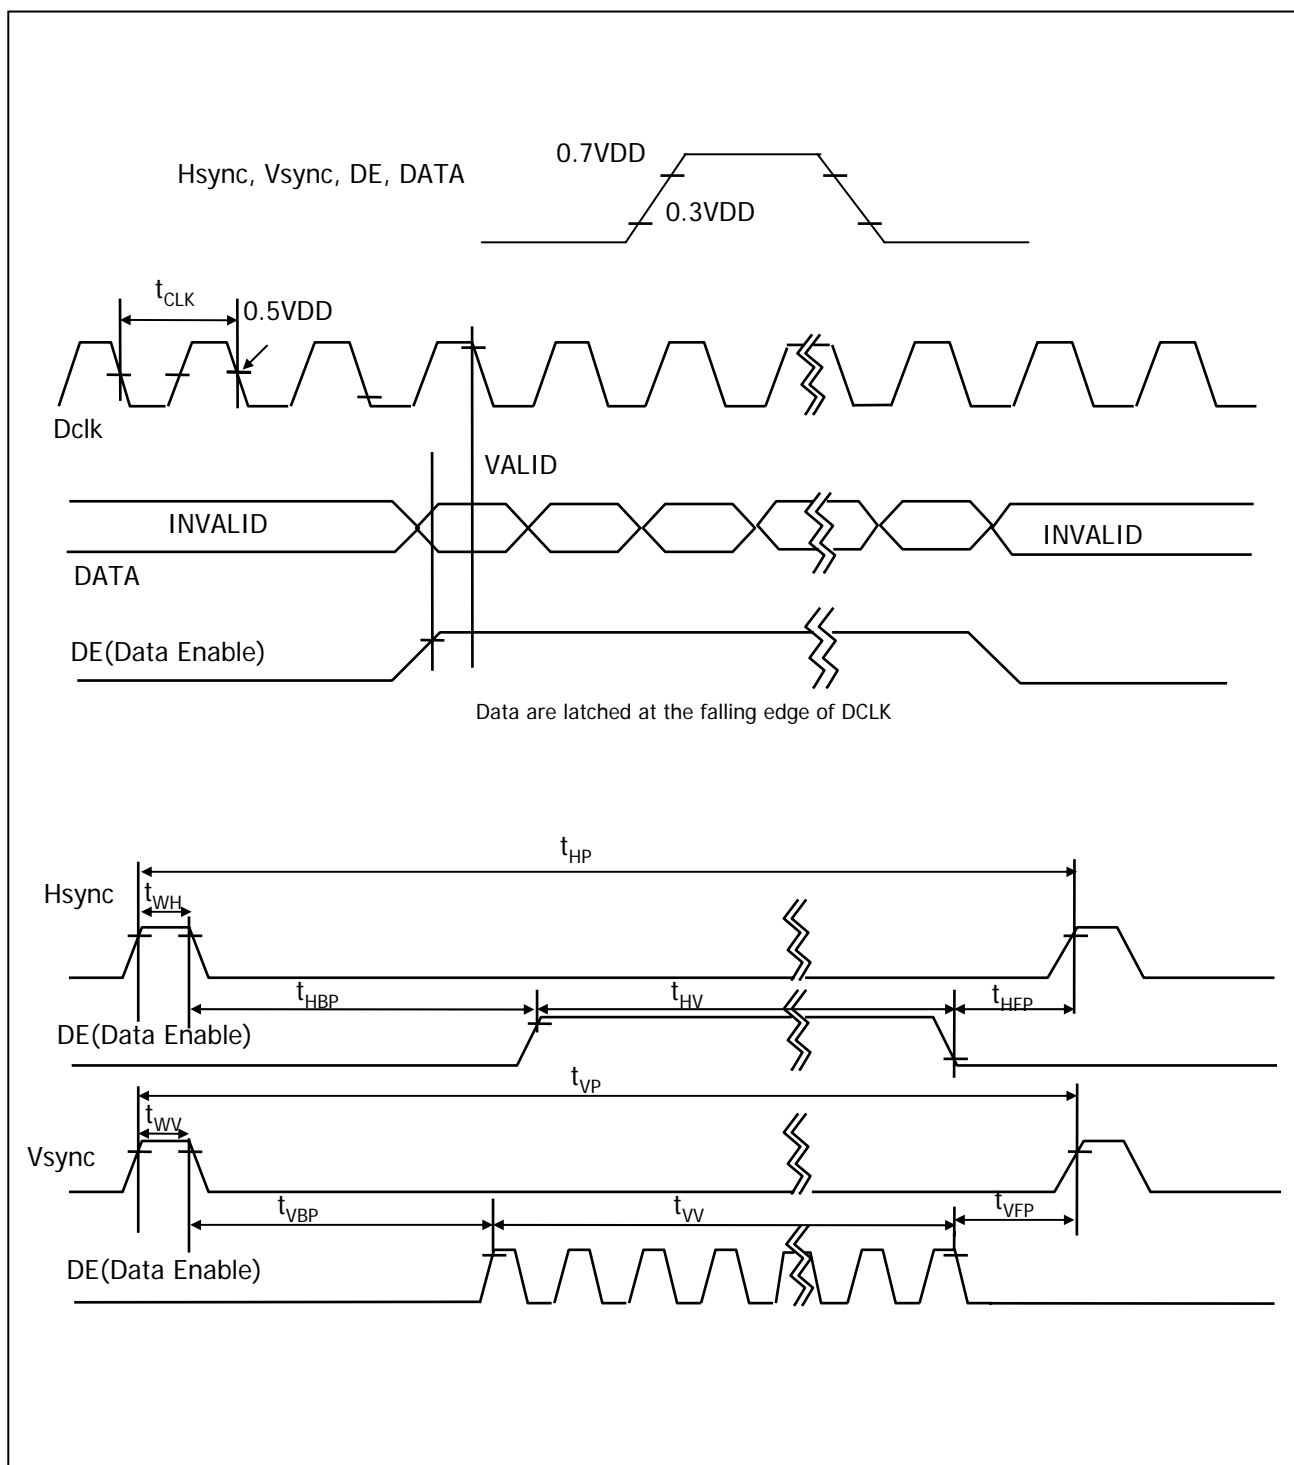 0.7VDD
Hsync, Vsync, DE, DATA
0.3VDD
tCLK
0.5VDD
Dclk
VALID
INVALID
INVALID
DATA
DE(Data Enable)
Data are latched at the falling edge of DCLK
tHP
Hsync
tWH
tHBP
tHV
tHFP
DE(Data Enable)
tVP
tWV
Vsync
tVBP
tVV
tVFP
DE(Data Enable)